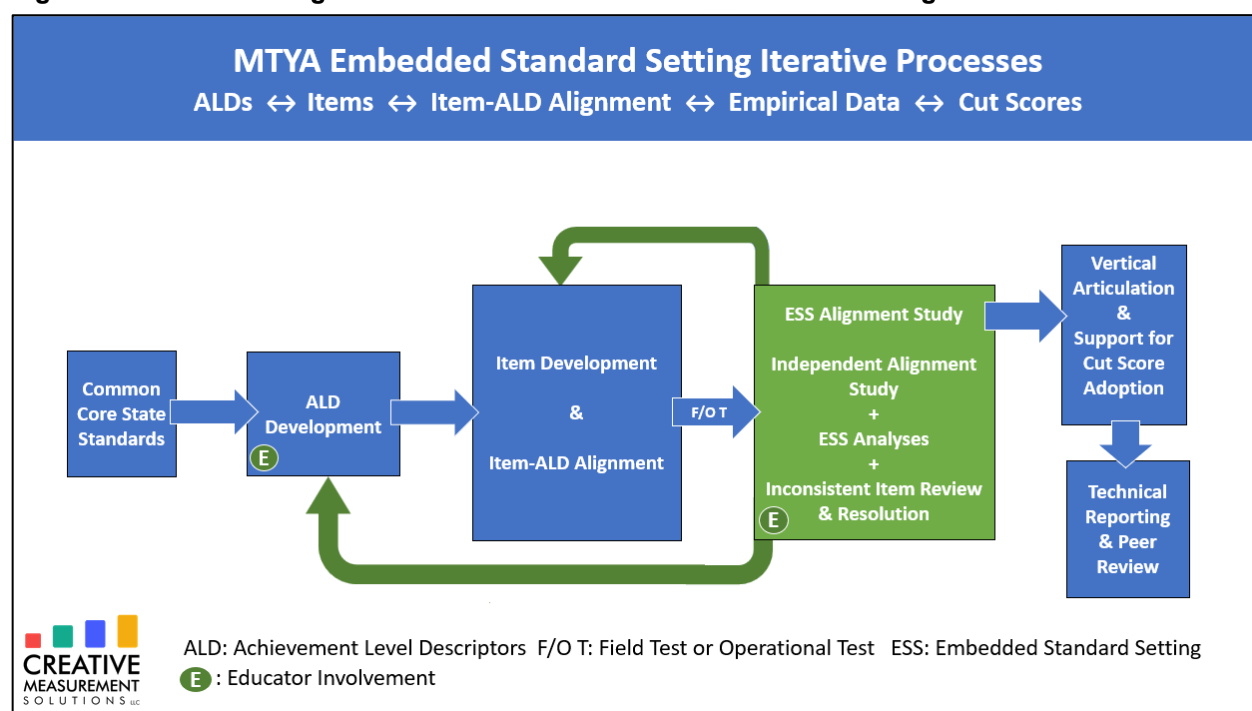 MTYA Embedded Standard Setting Iterative Processes
ALDs ↔ Items ↔ Item-ALD Alignment ↔ Empirical Data ↔ Cut Scores
Common
Core State
Standards
ALD
Development
E
Item Development
&
Item-ALD Alignment
F/O T
ESS Alignment Study
Independent Alignment
Study
+
ESS Analyses
+
Inconsistent Item Review
& Resolution
E
Vertical
Articulation
&
Support for
Cut Score
Adoption
Technical
Reporting
& Peer
Review
CREATIVE
MEASUREMENT
SOLUTIONS LLC
ALD: Achievement Level Descriptors F/O T: Field Test or Operational Test ESS: Embedded Standard Setting
E : Educator Involvement